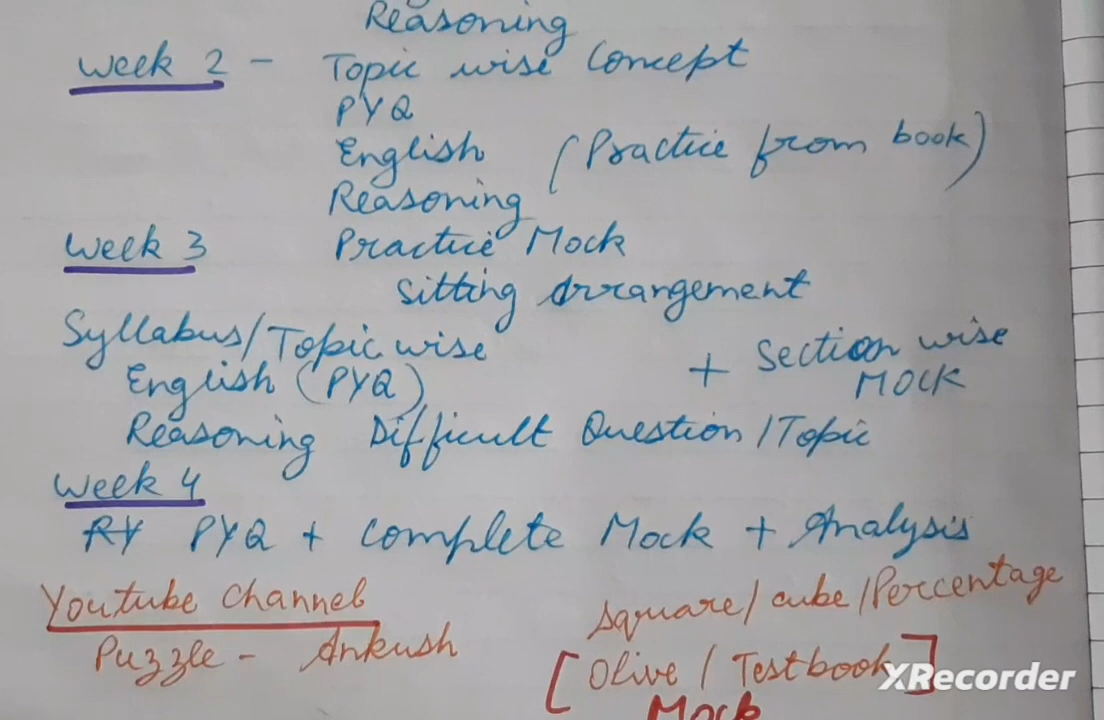 Reasoning
Week 2 - Topic wise Concept
PYQ
English (Practice from book)
Reasoning
Week 3 Practice Mock
Sitting Arrangement
Syllabus/Topic wise + Section wise
English (PYQ) MOCK
Reasoning Difficult Question/Topic
Week 4
RY PYQ + Complete Mock + Analysis
Youtube Channel Square/cube/Percentage
Puzzle - Ankush
[Olive / Testbook]
XRecorder
Mock